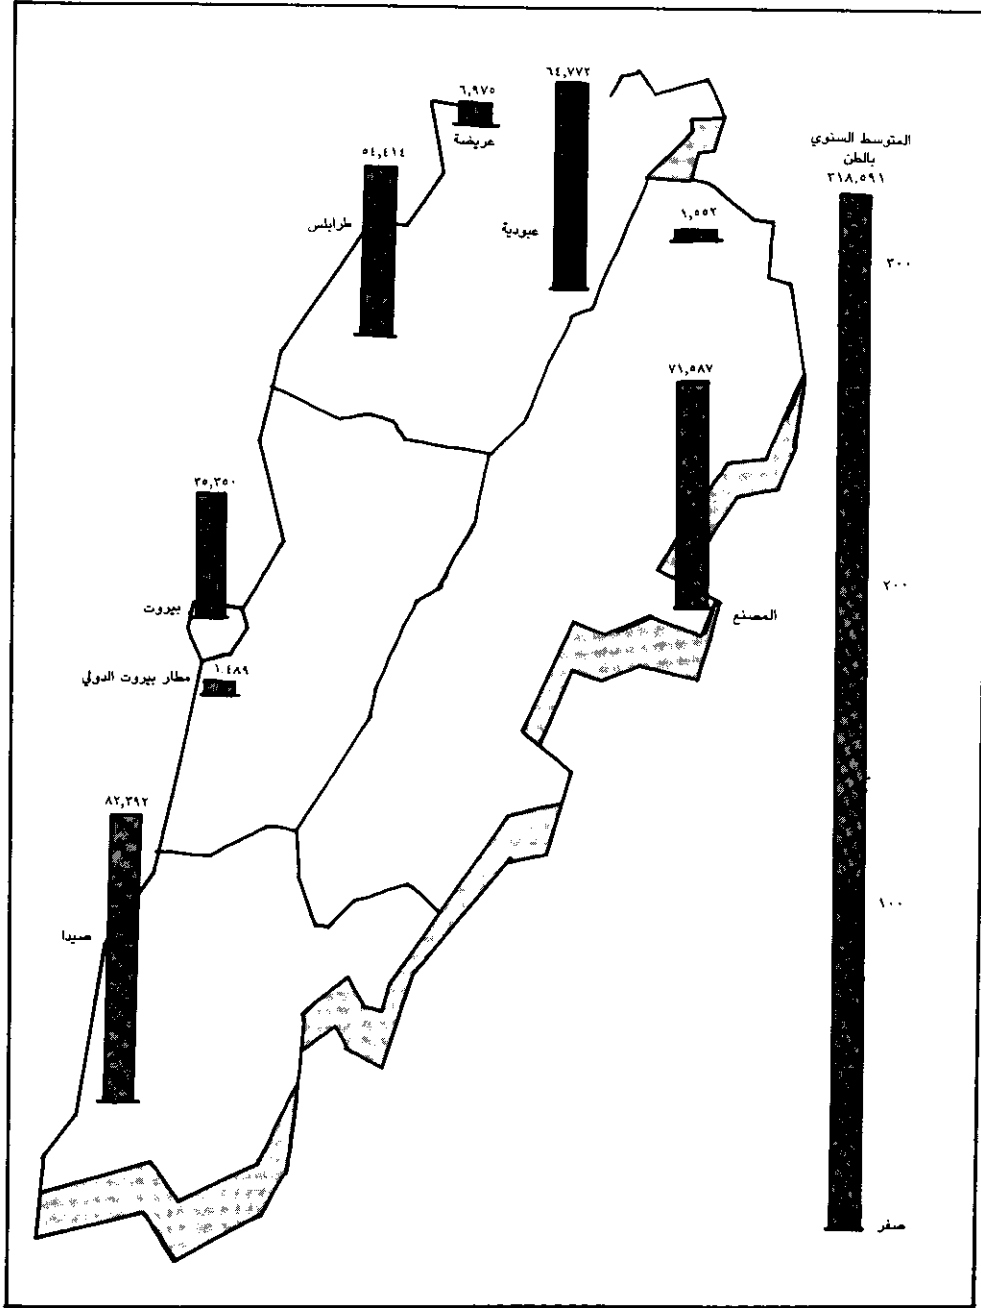 ٦٤,٧٧٢
٦,٩٧٥
عريضة
المتوسط السنوي
بالطن
٣١٨,٥٩١
٥٤,٤١٤
طرابلس
عبودية
١,٥٥٢
٣٠٠
٧١,٥٨٧
٣٥,٣٥٠
٢٠٠
بيروت
المصنع
١.٤٨٩
مطار بيروت الدولي
٨٢,٣٩٢
١٠٠
صيدا
صفر